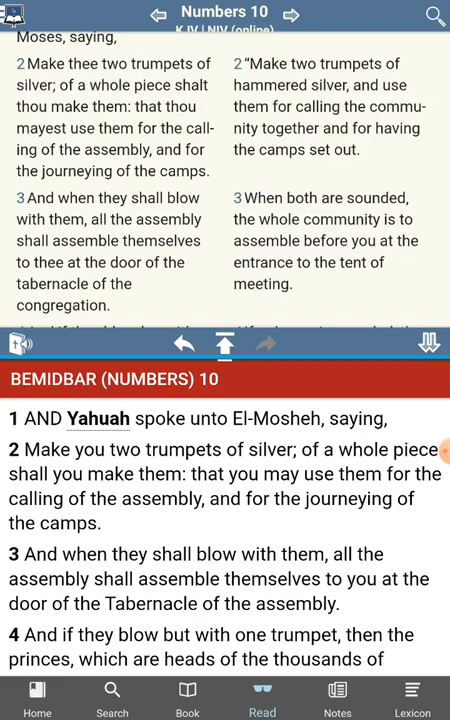 Numbers 10
KJV | NIV (online)
Moses, saying,
2 Make thee two trumpets of
silver; of a whole piece shalt
thou make them: that thou
mayest use them for the call-
ing of the assembly, and for
the journeying of the camps.
3 And when they shall blow
with them, all the assembly
shall assemble themselves
to thee at the door of the
tabernacle of the
congregation.
2 “Make two trumpets of
hammered silver, and use
them for calling the commu-
nity together and for having
the camps set out.
3 When both are sounded,
the whole community is to
assemble before you at the
entrance to the tent of
meeting.
BEMIDBAR (NUMBERS) 10
1 AND Yahuah spoke unto El-Mosheh, saying,
2 Make you two trumpets of silver; of a whole piece
shall you make them: that you may use them for the
calling of the assembly, and for the journeying of
the camps.
3 And when they shall blow with them, all the
assembly shall assemble themselves to you at the
door of the Tabernacle of the assembly.
4 And if they blow but with one trumpet, then the
princes, which are heads of the thousands of
Home
Search
Book
Read
Notes
Lexicon